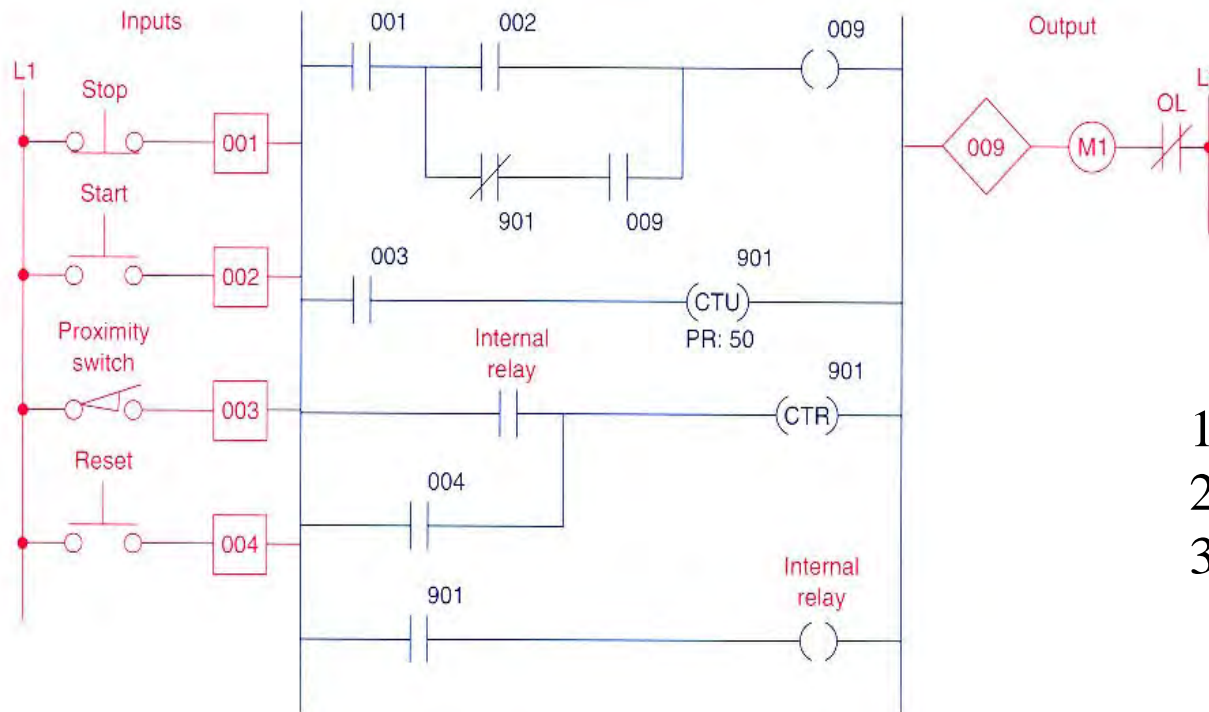 Inputs
L1
Stop
001
Start
002
Proximity
switch
003
Reset
004
001 002 009
901 009
003 901
CTU
PR: 50
Internal
relay
901
CTR
004
901
Internal
relay
Output
009
M1
OL
L
1
2
3